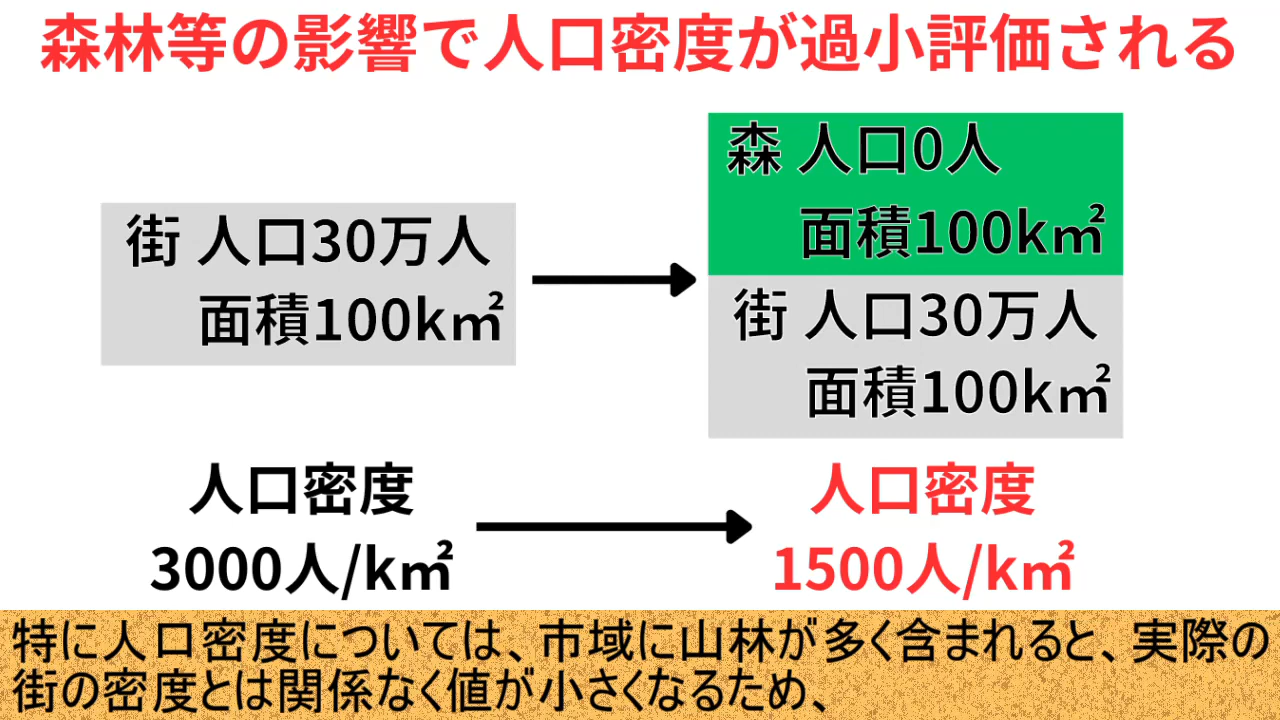 森林等の影響で人口密度が過小評価される
街 人口30万人
面積100k㎡
森 人口0人
面積100k㎡
街 人口30万人
面積100k㎡
人口密度
3000人/k㎡
人口密度
1500人/k㎡
特に人口密度については、市域に山林が多く含まれると、実際の
街の密度とは関係なく値が小さくなるため、